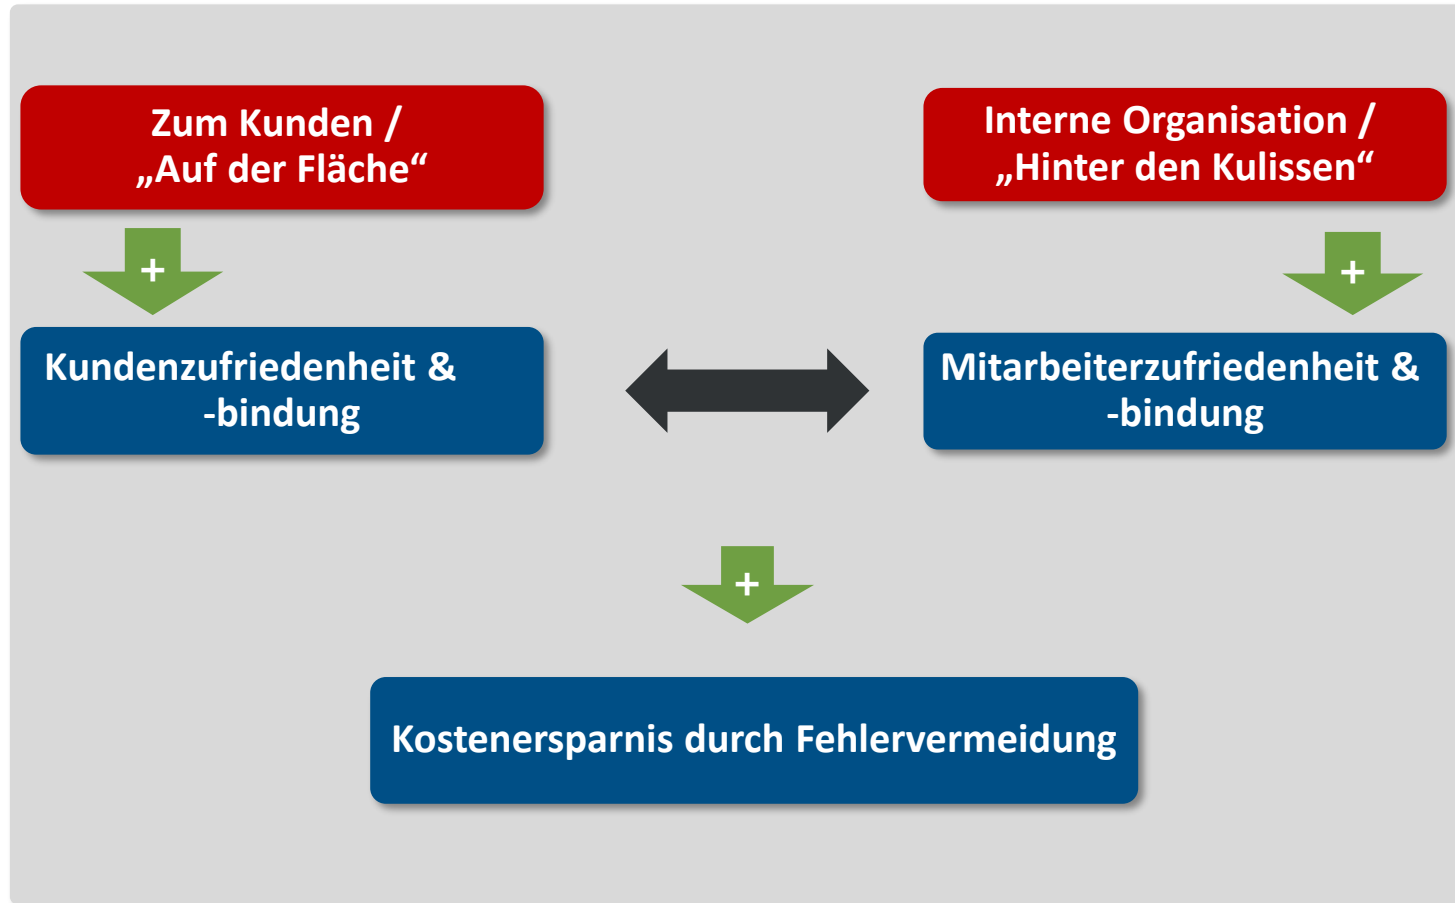 Zum Kunden /
„Auf der Fläche“
Interne Organisation /
„Hinter den Kulissen“
+
+
Kundenzufriedenheit &
-bindung
Mitarbeiterzufriedenheit &
-bindung
+
Kostenersparnis durch Fehlervermeidung